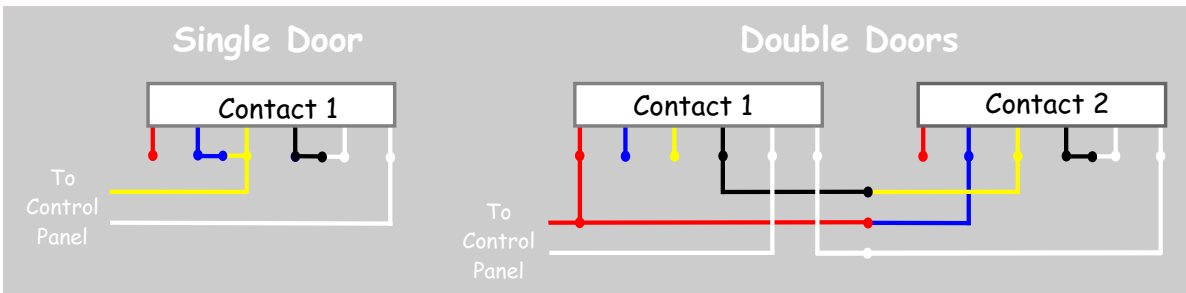 Single Door
Contact 1
To
Control
Panel
Double Doors
Contact 1
Contact 2
To
Control
Panel